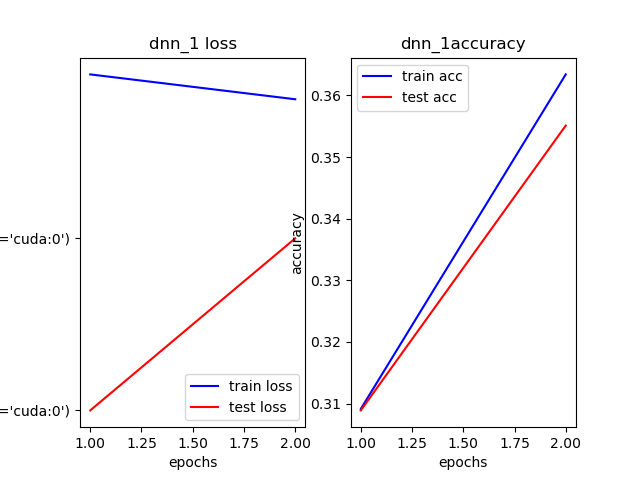 dnn_1 loss
='cuda:0')
='cuda:0')
train loss
test loss
1.00 1.25 1.50 1.75 2.00
epochs
dnn_1accuracy
train acc
test acc
accuracy
0.36
0.35
0.34
0.33
0.32
0.31
1.00 1.25 1.50 1.75 2.00
epochs